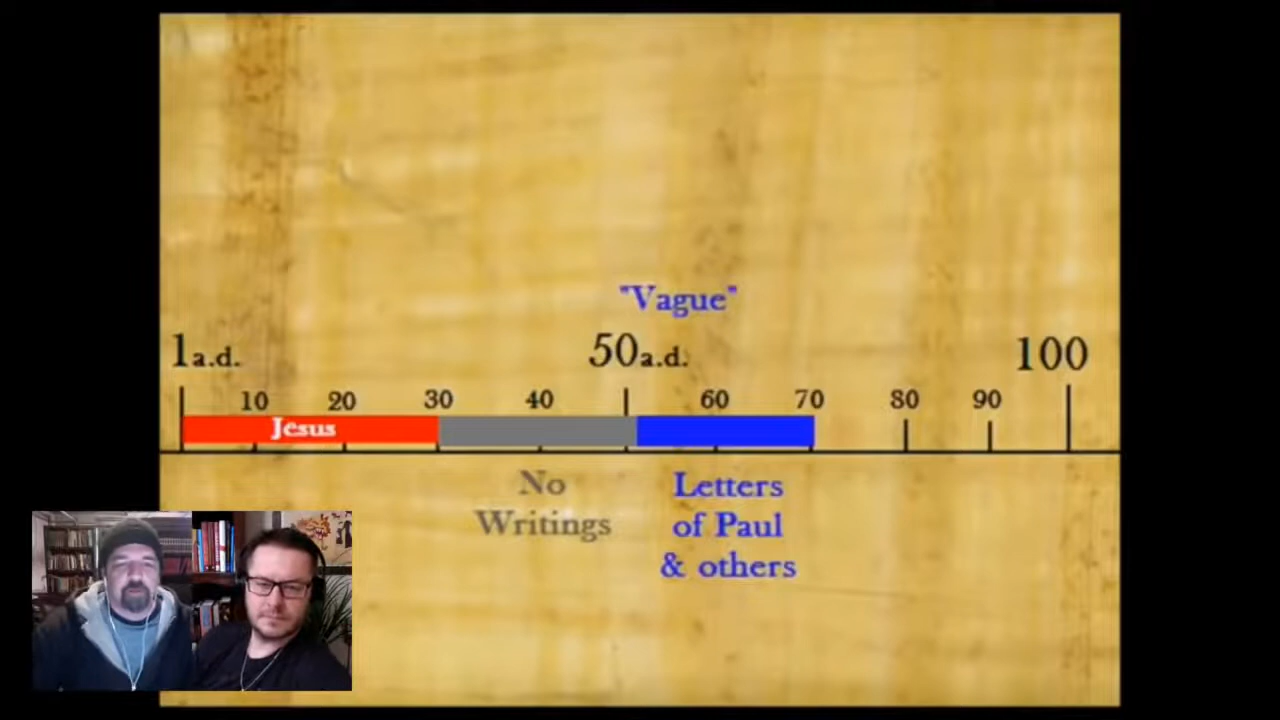 "Vague"
1a.d. 50a.d. 100
10 20 30 40 60 70 80 90
Jesus
No
Writings
Letters
of Paul
& others